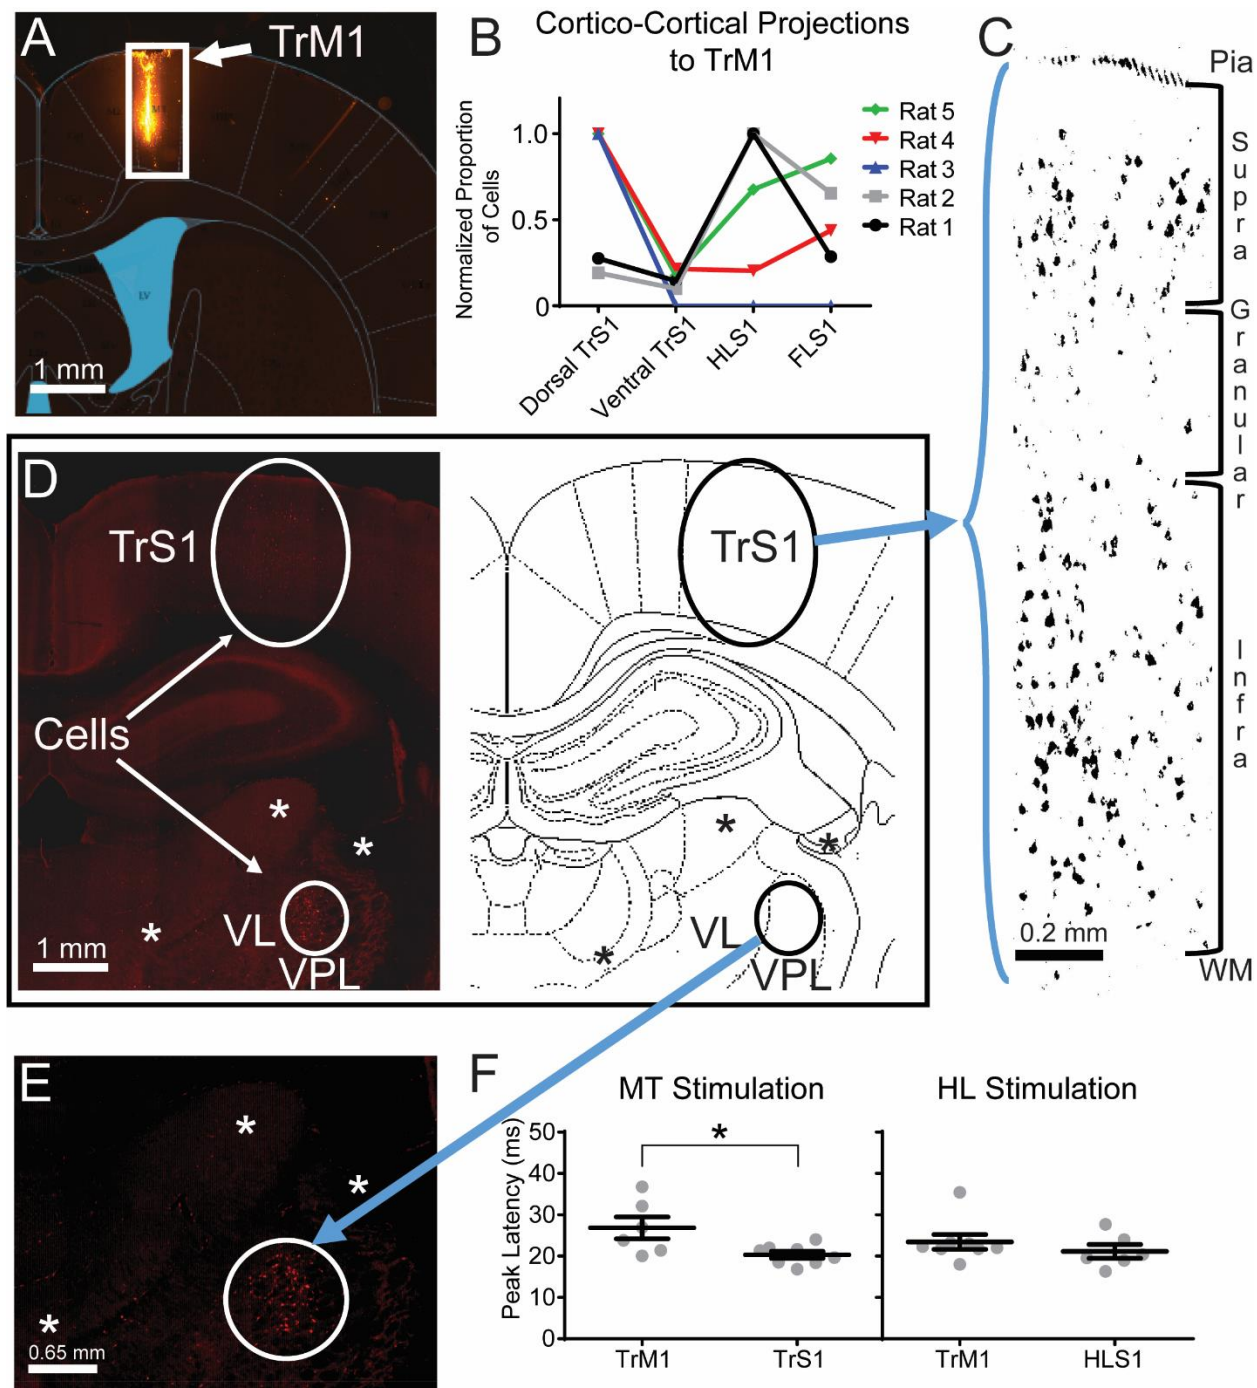 A
TrM1
LV
1 mm
B
Cortico-Cortical Projections
to TrM1
Normalized Proportion
of Cells
1.0
0.5
0
Dorsal TrS1
Ventral TrS1
HLS1
FLS1
Rat 5
Rat 4
Rat 3
Rat 2
Rat 1
C
Pia
Supra
Granular
Infra
WM
0.2 mm
D
TrS1
Cells
*
*
*
VL
VPL
1 mm
TrS1
*
*
*
VL
VPL
E
*
*
*
0.65 mm
F
MT Stimulation
HL Stimulation
*
Peak Latency (ms)
50
40
30
20
10
0
TrM1
TrS1
TrM1
HLS1